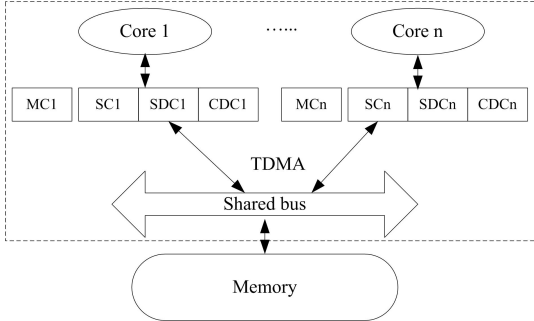 Core 1 ...... Core n
MC1 SC1 SDC1 CDC1 MCn SCn SDCn CDCn
TDMA
Shared bus
Memory